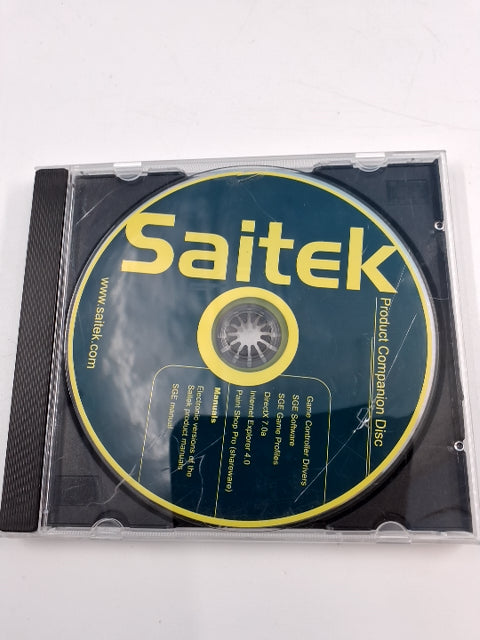 Saitek
Product Companion Disc
www.saitek.com
Game Controller Drivers
SGE Software
SGE Game Profiles
DirectX 7.0a
Internet Explorer 4.0
Paint Shop Pro (shareware)
Manuals
Electronic versions of the
Saitek product manuals
SGE manual